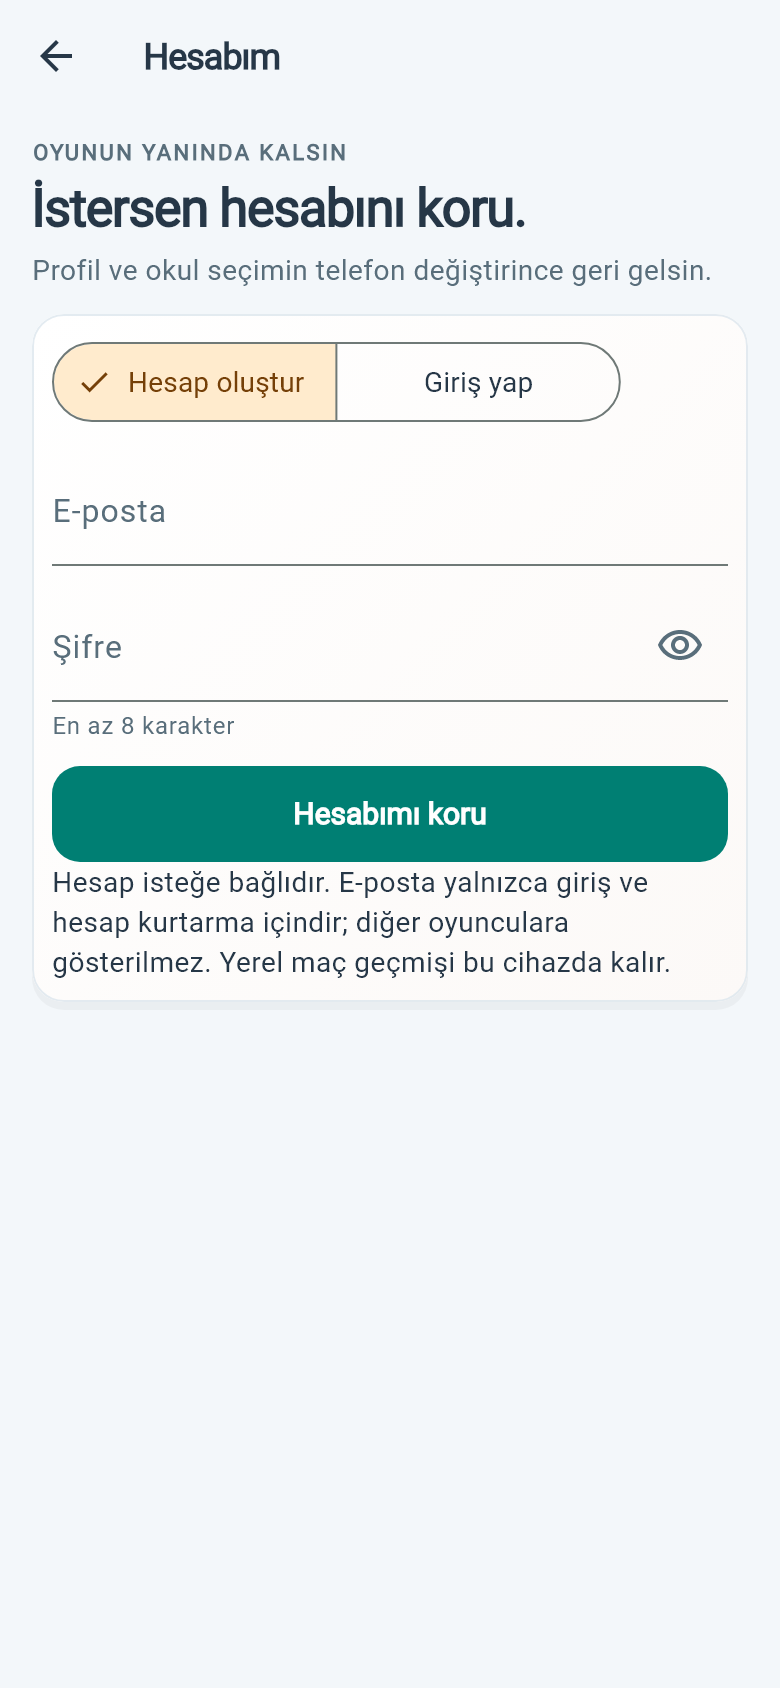 Hesabım
OYUNUN YANINDA KALSIN
İstersen hesabını koru.
Profil ve okul seçimin telefon değiştirince geri gelsin.
Hesap oluştur
Giriş yap
E-posta
Şifre
En az 8 karakter
Hesabımı koru
Hesap isteğe bağlıdır. E-posta yalnızca giriş ve
hesap kurtarma içindir; diğer oyunculara
gösterilmez. Yerel maç geçmişi bu cihazda kalır.